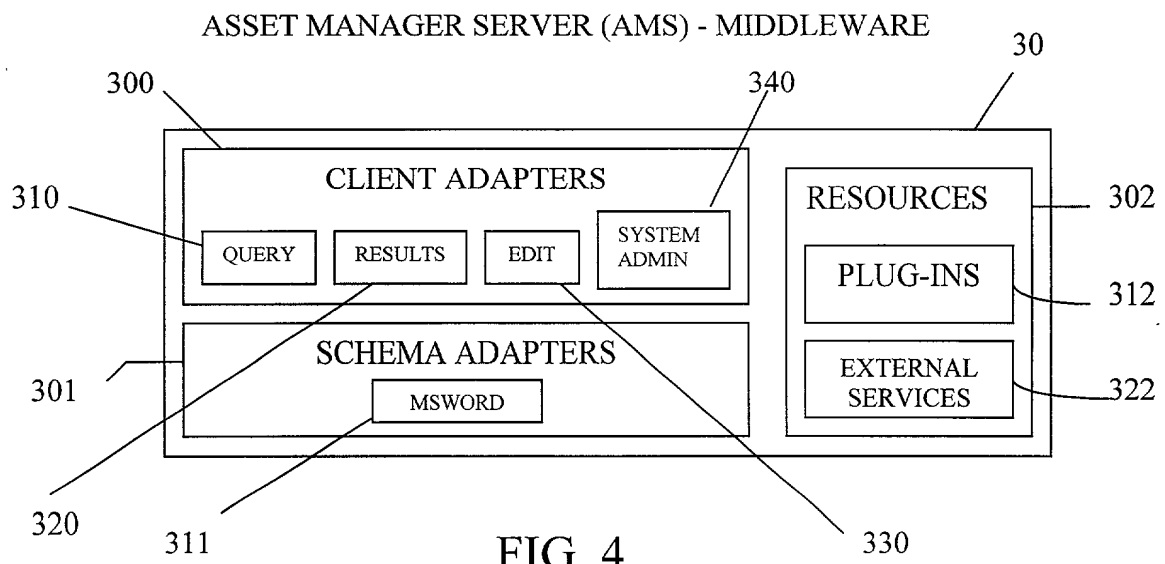 ASSET MANAGER SERVER (AMS) - MIDDLEWARE
30
300
340
CLIENT ADAPTERS
310
QUERY
RESULTS
EDIT
SYSTEM
ADMIN
RESOURCES
302
PLUG-INS
312
SCHEMA ADAPTERS
301
MSWORD
EXTERNAL
SERVICES
322
320
311
330
FIG. 4